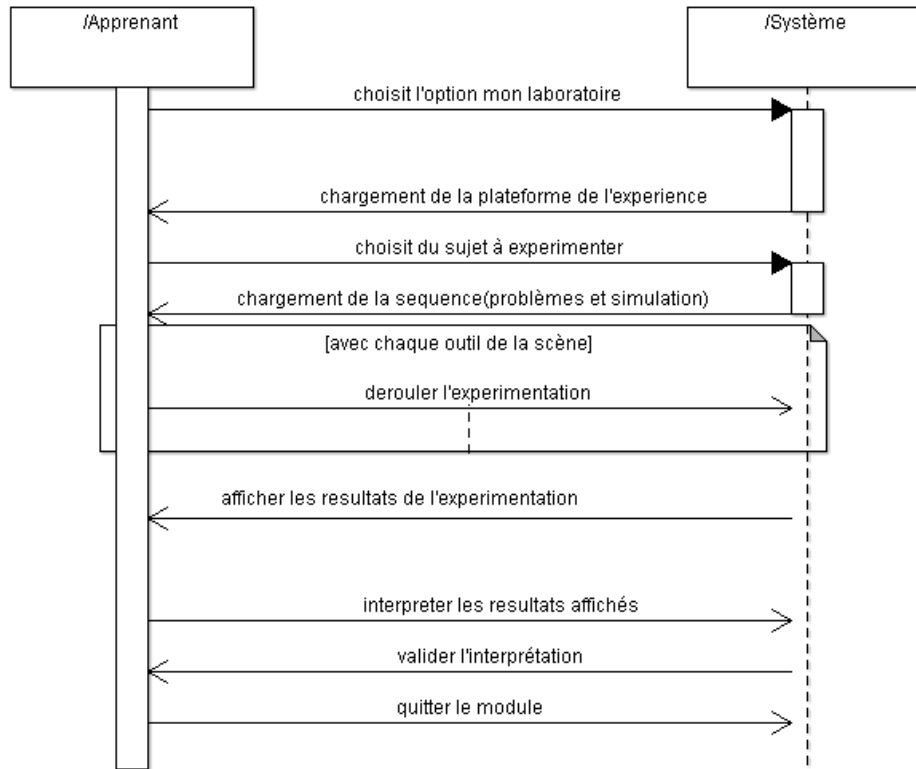 /Apprenant
/Système
choisit l'option mon laboratoire
chargement de la plateforme de l'experience
choisit du sujet à experimenter
chargement de la sequence(problèmes et simulation)
[avec chaque outil de la scène]
derouler l'experimentation
afficher les resultats de l'experimentation
interpreter les resultats affichés
valider l'interprétation
quitter le module